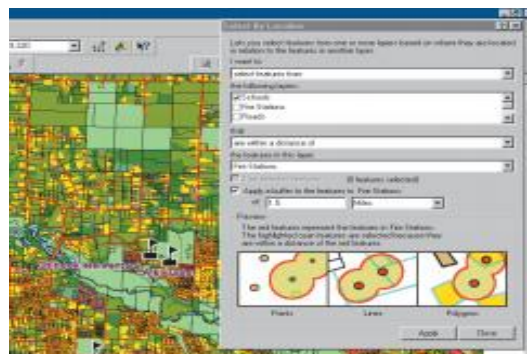 Select By Location
Lets you select features from one or more layers based on where they are located
in relation to the features in another layer.
I want to:
select features from
the following layers:
Schools
Fire Stations
Roads
that:
are within a distance of
the features in this layer:
Fire Stations
(0 features selected)
Apply a buffer to the features in Fire Stations
of: 1.5 Miles
Preview
The red features represent the features in Fire Stations.
The highlighted cyan features are selected because they
are within a distance of the red features.
Points Lines Polygons
Apply Close